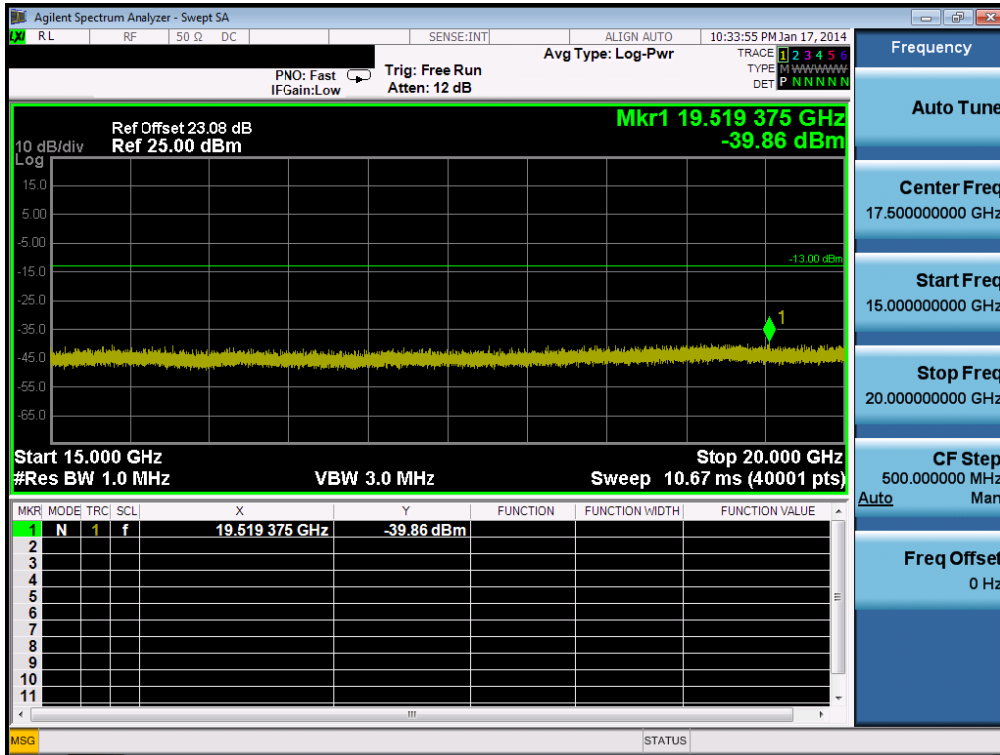 Agilent Spectrum Analyzer - Swept SA
LXI RL RF 50 Ω DC SENSE:INT ALIGN AUTO 10:33:55 PM Jan 17, 2014
PNO: Fast Trig: Free Run Avg Type: Log-Pwr TRACE 1 2 3 4 5 6
IFGain:Low Atten: 12 dB TYPE M WWWWW
DET P N N N N N
Frequency
Auto Tune
Center Freq
17.500000000 GHz
Start Freq
15.000000000 GHz
Stop Freq
20.000000000 GHz
CF Step
500.000000 MHz
Auto Man
Freq Offset
0 Hz
Mkr1 19.519 375 GHz
-39.86 dBm
Ref Offset 23.08 dB
10 dB/div Ref 25.00 dBm
Log
15.0
5.00
-5.00
-13.00 dBm
-15.0
-25.0
1
-35.0
-45.0
-55.0
-65.0
Start 15.000 GHz Stop 20.000 GHz
#Res BW 1.0 MHz VBW 3.0 MHz Sweep 10.67 ms (40001 pts)
MKR MODE TRC SCL X Y FUNCTION FUNCTION WIDTH FUNCTION VALUE
1 N 1 f 19.519 375 GHz -39.86 dBm
2
3
4
5
6
7
8
9
10
11
MSG STATUS